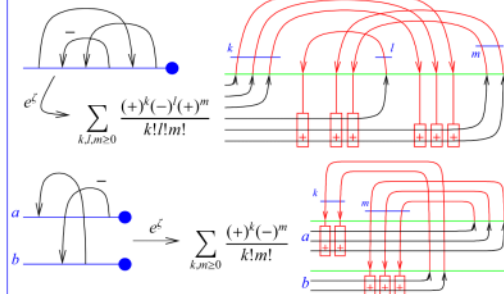 −
k
l
m
e^ζ
∑_{k,l,m≥0} (+)^k(−)^l(+)^m / k!l!m!
+ + + + + +
−
a
b
e^ζ
∑_{k,m≥0} (+)^k(−)^m / k!m!
k
m
a
+ +
b
+ + +